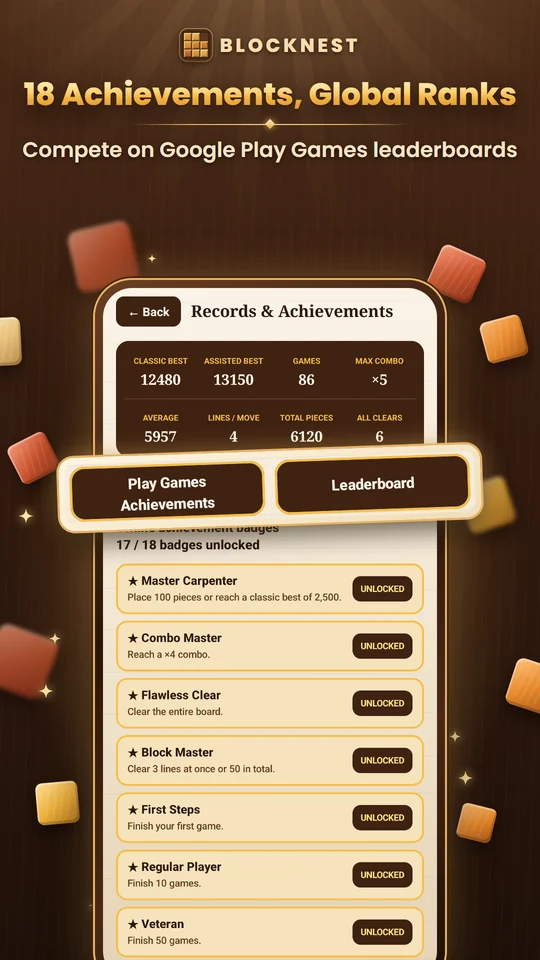 BLOCKNEST
18 Achievements, Global Ranks
Compete on Google Play Games leaderboards
← Back
Records & Achievements
CLASSIC BEST ASSISTED BEST GAMES MAX COMBO
12480 13150 86 ×5
AVERAGE LINES / MOVE TOTAL PIECES ALL CLEARS
5957 4 6120 6
Play Games
Achievements
Leaderboard
achievement badges
17 / 18 badges unlocked
★ Master Carpenter
Place 100 pieces or reach a classic best of 2,500.
UNLOCKED
★ Combo Master
Reach a ×4 combo.
UNLOCKED
★ Flawless Clear
Clear the entire board.
UNLOCKED
★ Block Master
Clear 3 lines at once or 50 in total.
UNLOCKED
★ First Steps
Finish your first game.
UNLOCKED
★ Regular Player
Finish 10 games.
UNLOCKED
★ Veteran
Finish 50 games.
UNLOCKED